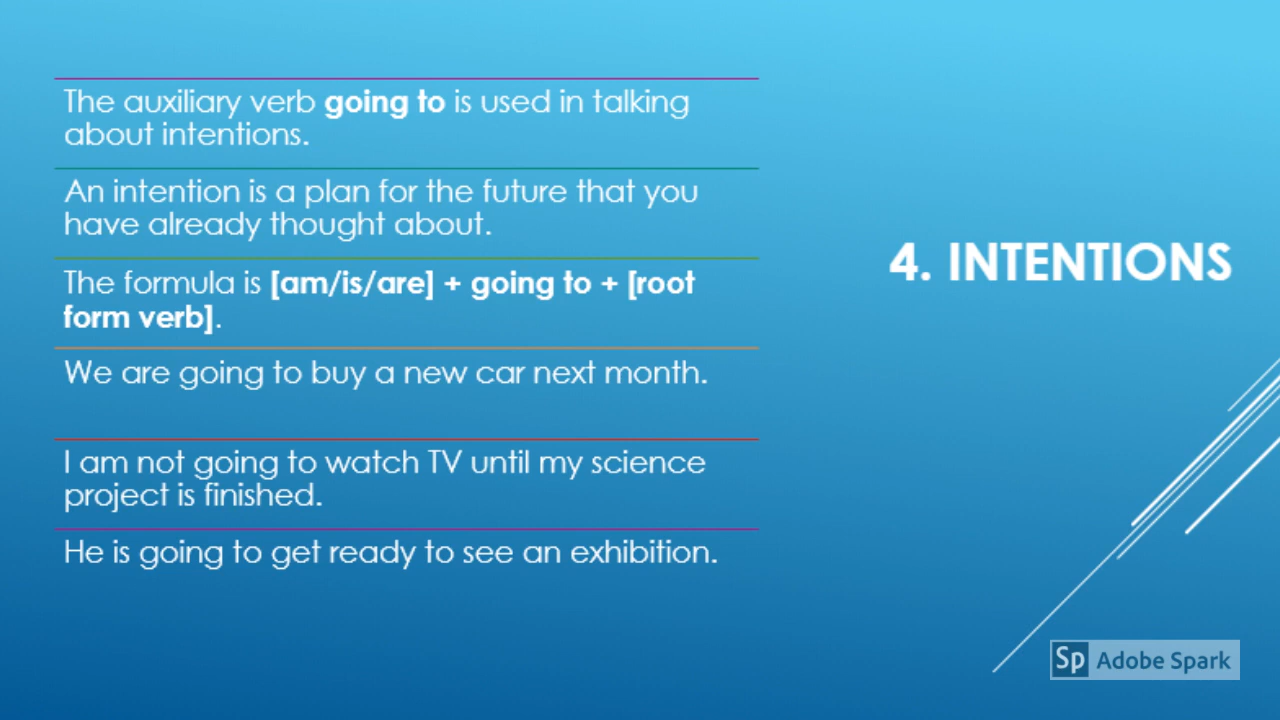 The auxiliary verb going to is used in talking
about intentions.
An intention is a plan for the future that you
have already thought about.
The formula is [am/is/are] + going to + [root
form verb].
We are going to buy a new car next month.
I am not going to watch TV until my science
project is finished.
He is going to get ready to see an exhibition.
4. INTENTIONS
Sp Adobe Spark